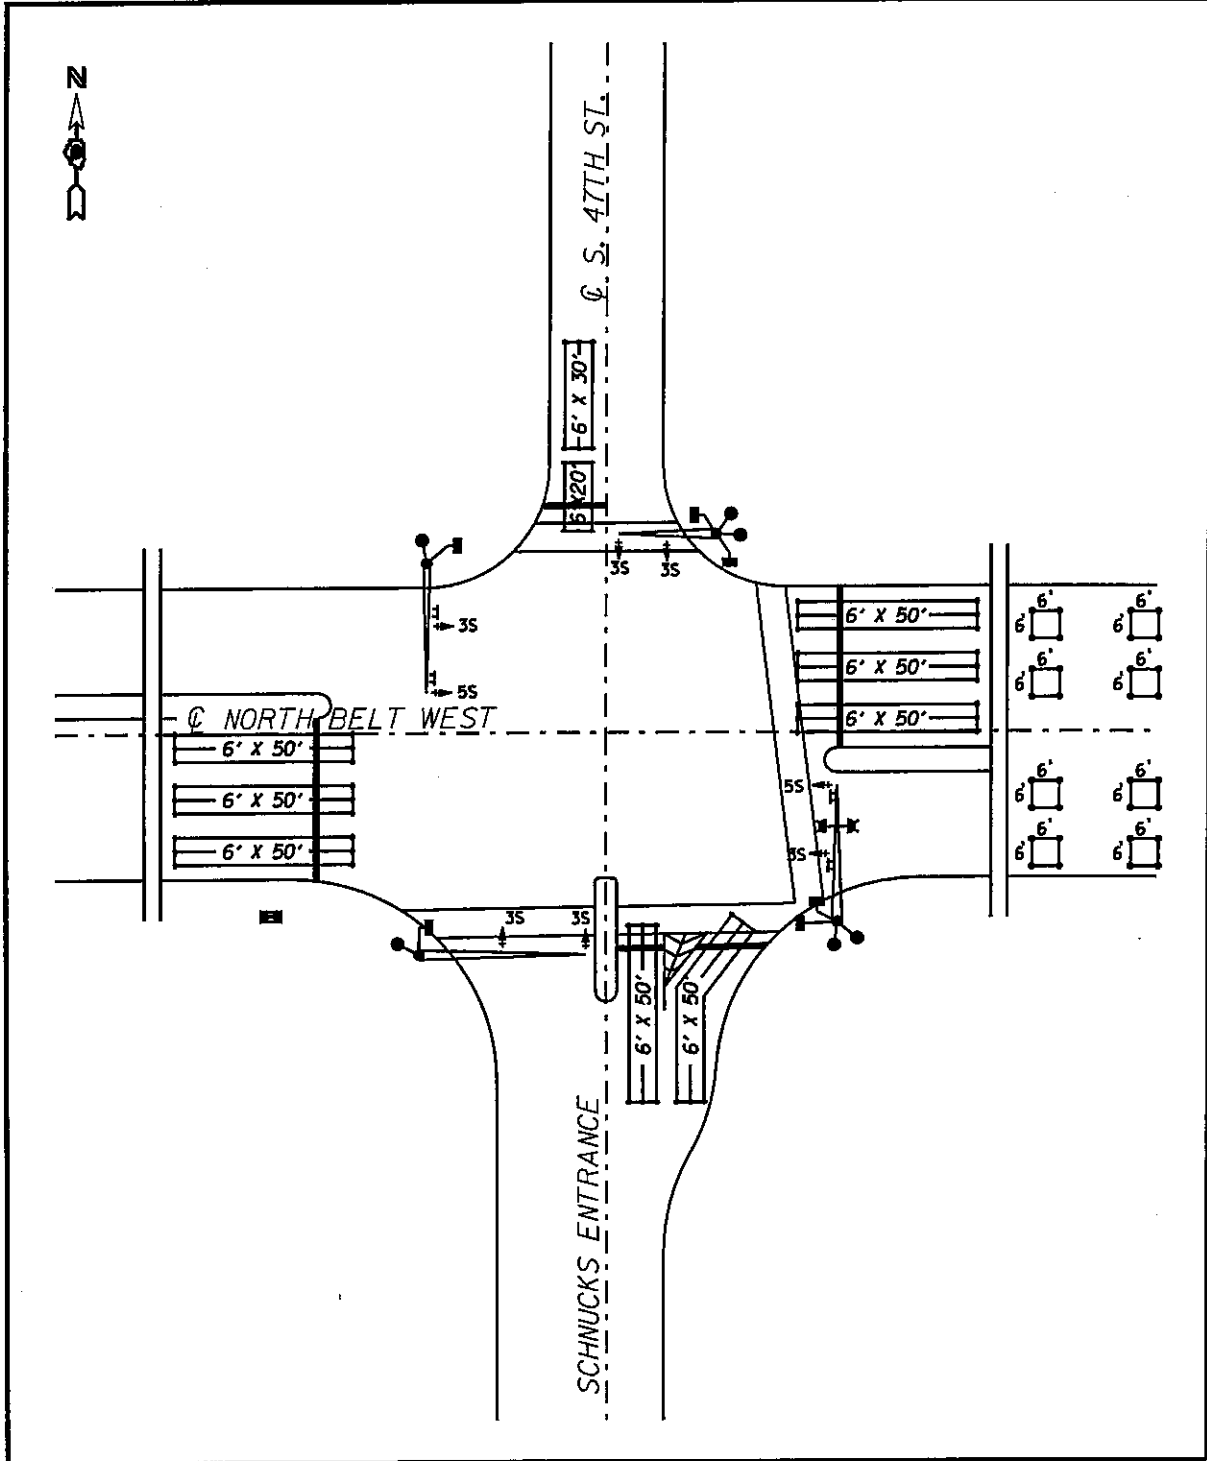 N
℄ S. 47TH ST.
6' X 30'
6' X20'
3S 3S
3S
5S
℄ NORTH BELT WEST
6' X 50'
6' X 50'
6' X 50'
6' X 50'
6' X 50'
6' X 50'
6' 6'
6' 6'
6' 6'
6' 6'
6' 6'
6' 6'
6' 6'
6' 6'
5S
3S
3S 3S
6' X 50'
6' X 50'
SCHNUCKS ENTRANCE